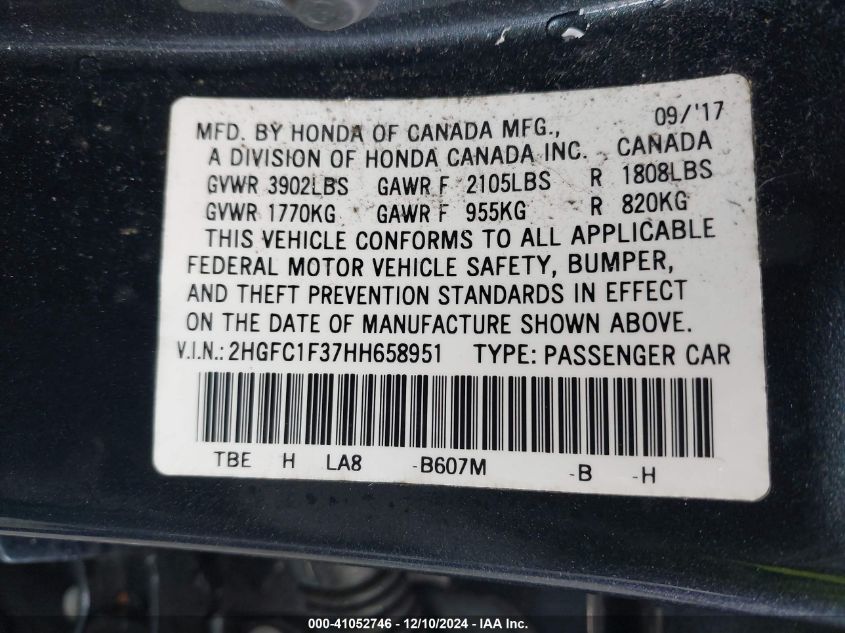 09/'17
MFD. BY HONDA OF CANADA MFG.,
A DIVISION OF HONDA CANADA INC. CANADA
GVWR 3902LBS GAWR F 2105LBS R 1808LBS
GVWR 1770KG GAWR F 955KG R 820KG
THIS VEHICLE CONFORMS TO ALL APPLICABLE
FEDERAL MOTOR VEHICLE SAFETY, BUMPER,
AND THEFT PREVENTION STANDARDS IN EFFECT
ON THE DATE OF MANUFACTURE SHOWN ABOVE.
V.I.N.: 2HGFC1F37HH658951 TYPE: PASSENGER CAR
TBE H LA8 -B607M -B -H
000-41052746 - 12/10/2024 - IAA Inc.